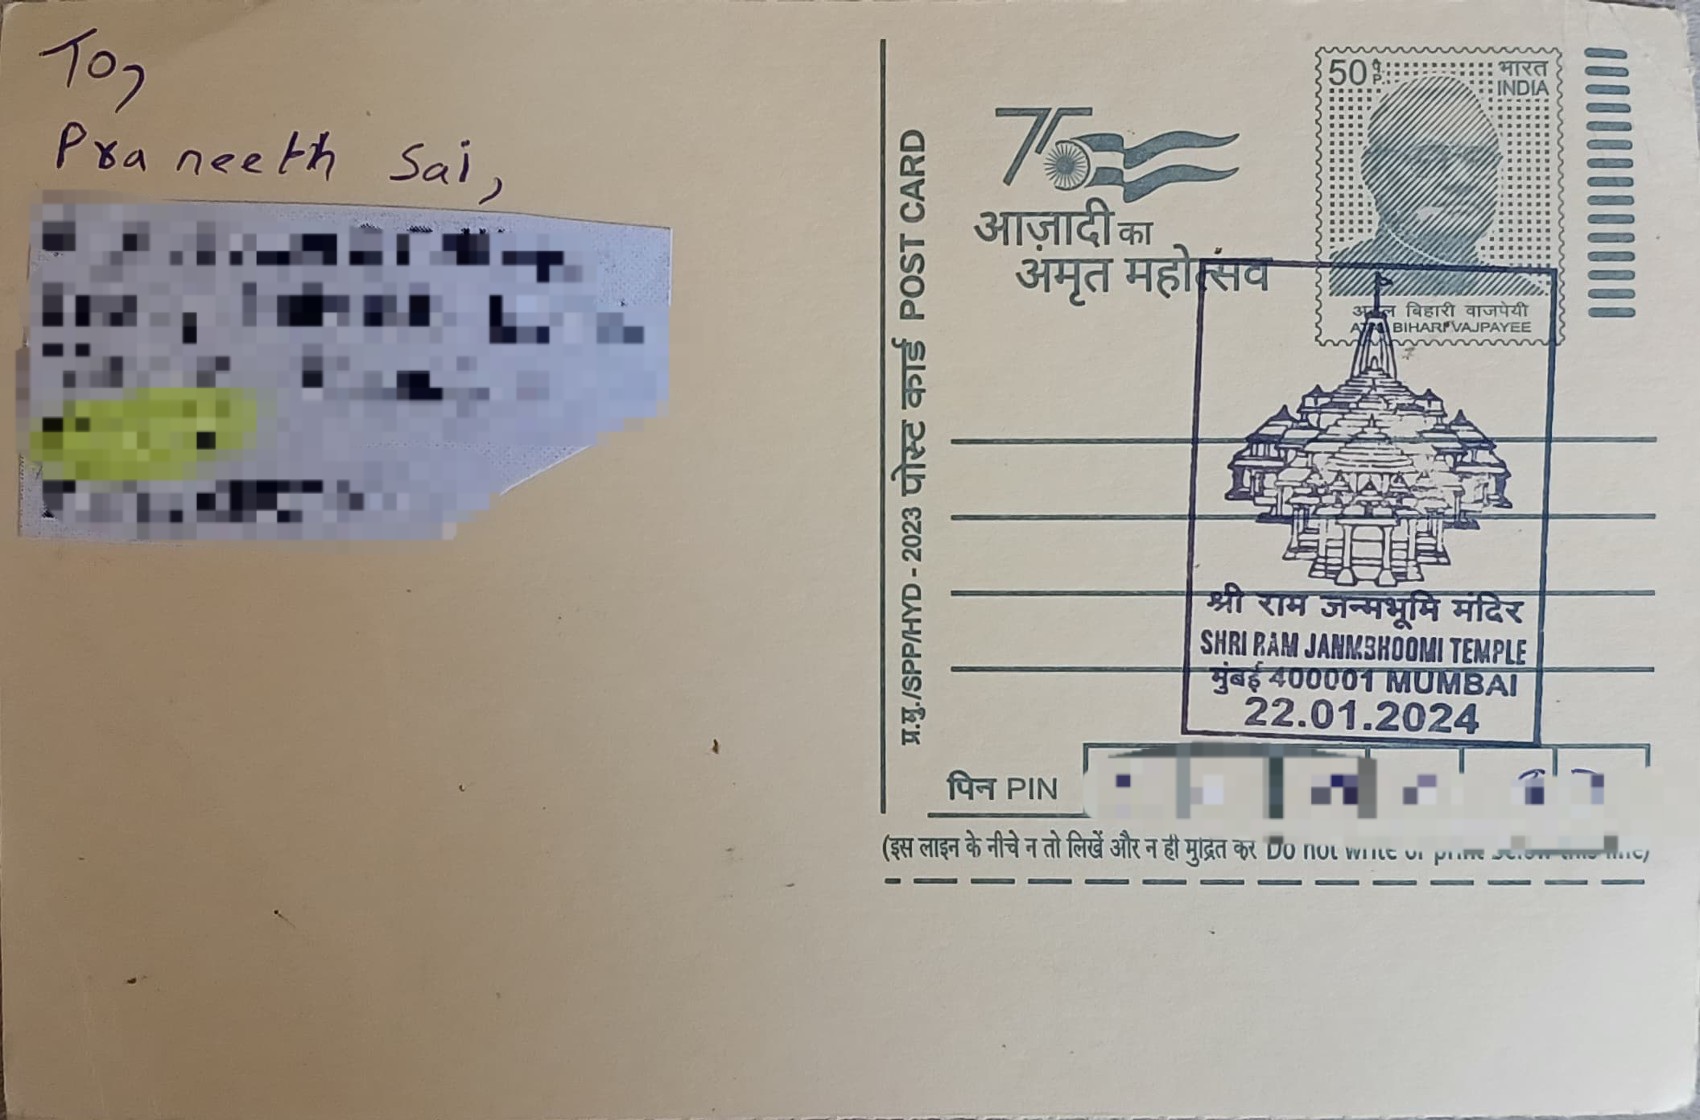 To,
Praneeth Sai,
प्र.मु./SPP/HYD - 2023 पोस्ट कार्ड POST CARD
75
आज़ादी का
अमृत महोत्सव
50 प. P.
भारत
INDIA
अटल बिहारी वाजपेयी
ATAL BIHARI VAJPAYEE
श्री राम जन्मभूमि मंदिर
SHRI RAM JANMBHOOMI TEMPLE
मुंबई 400001 MUMBAI
22.01.2024
पिन PIN
(इस लाइन के नीचे न तो लिखें और न ही मुद्रित कर Do not write or print below this line)